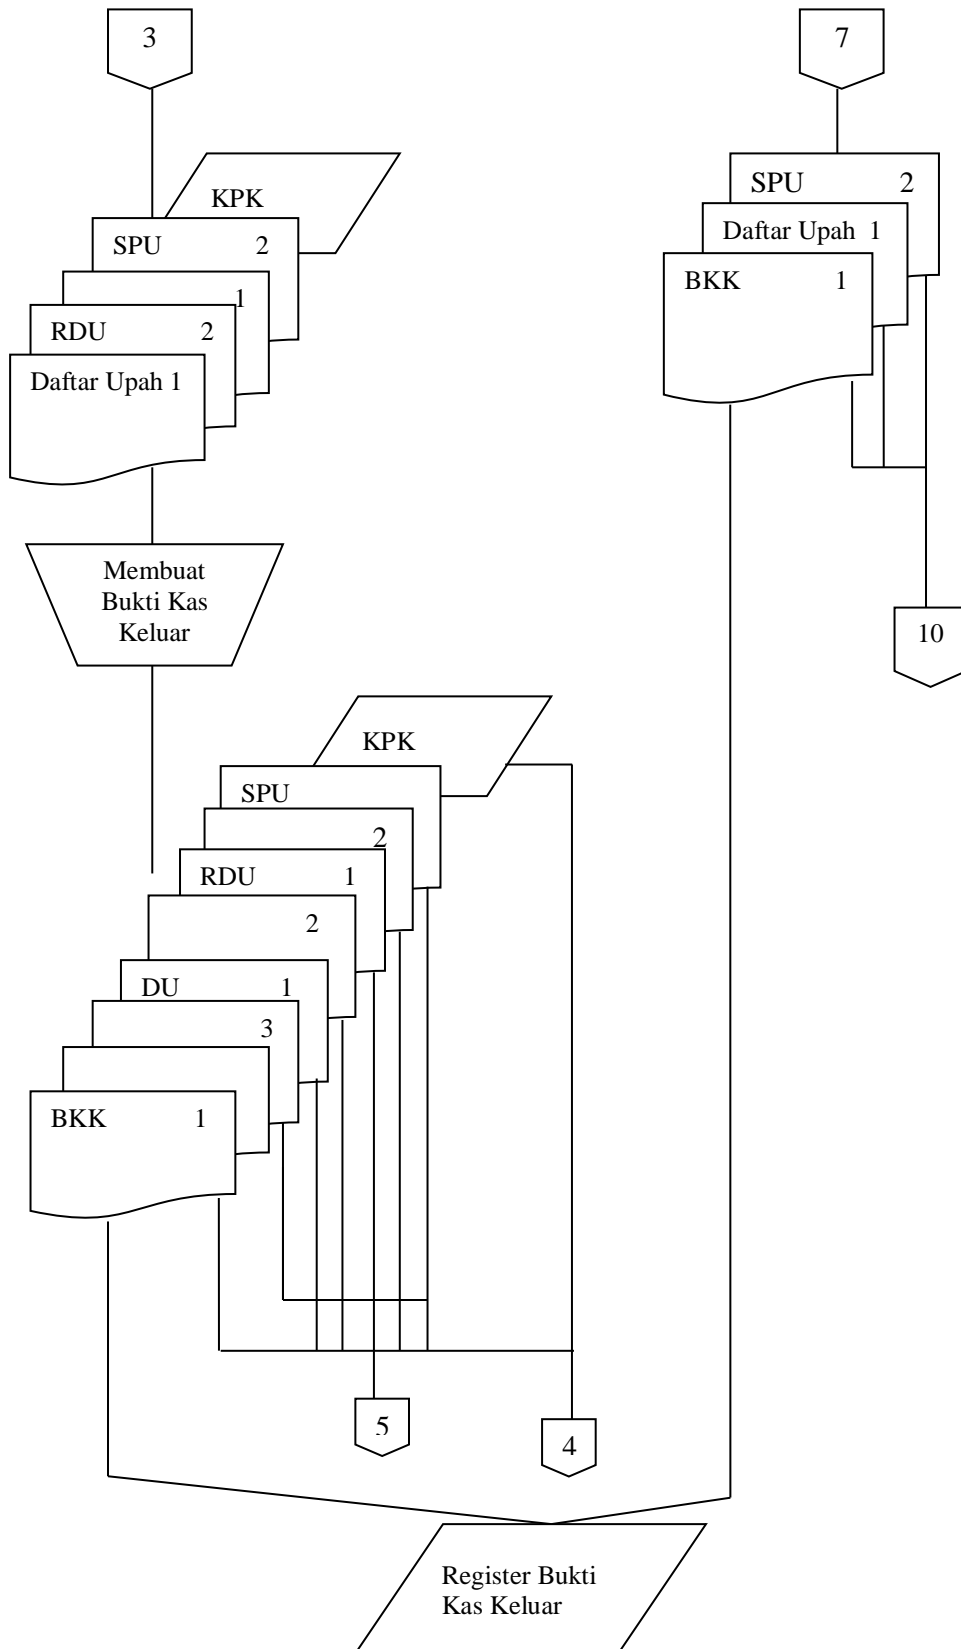 3
7
KPK
SPU 2
1
RDU 2
Daftar Upah 1
SPU 2
Daftar Upah 1
BKK 1
Membuat
Bukti Kas
Keluar
10
KPK
SPU
2
RDU 1
2
DU 1
3
BKK 1
5
4
Register Bukti
Kas Keluar